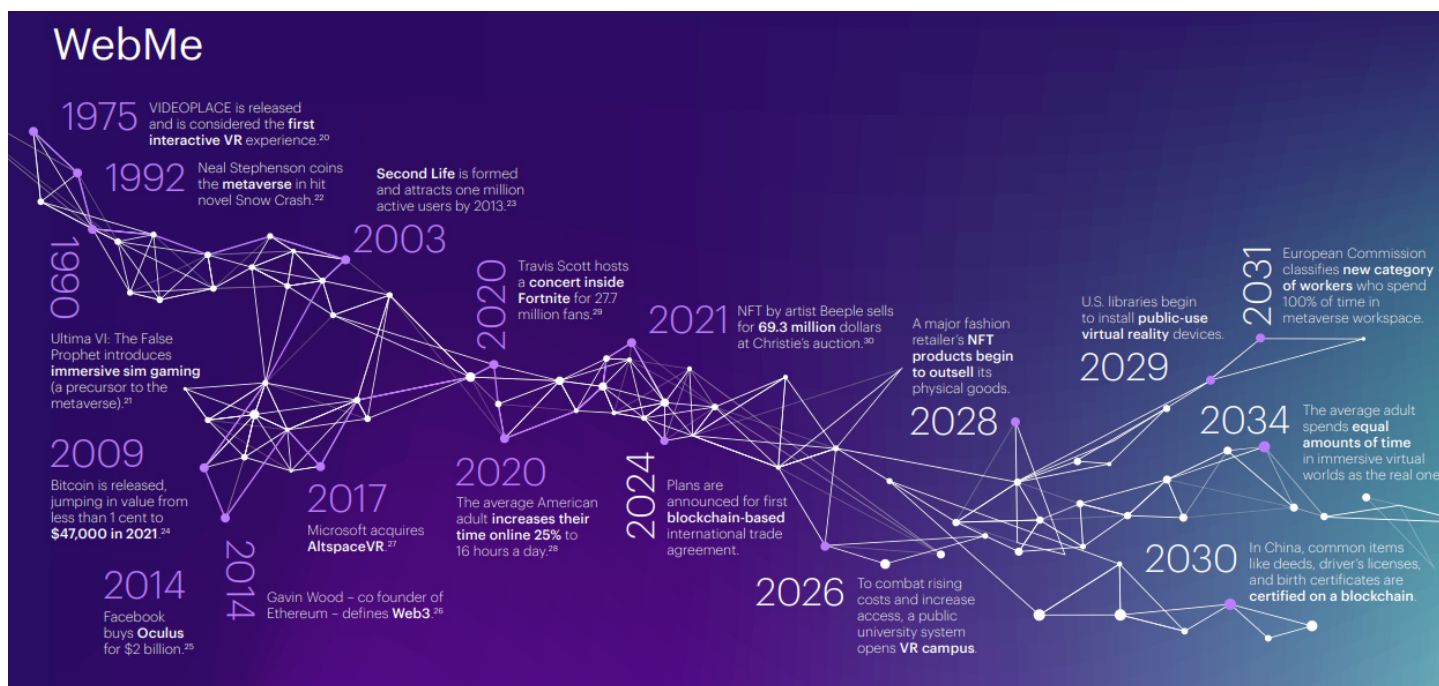 WebMe
1975
VIDEOPLACE is released
and is considered the first
interactive VR experience.20
1992
Neal Stephenson coins
the metaverse in hit
novel Snow Crash.22
Second Life is formed
and attracts one million
active users by 2013.23
2003
1990
Ultima VI: The False
Prophet introduces
immersive sim gaming
(a precursor to the
metaverse).21
2009
Bitcoin is released,
jumping in value from
less than 1 cent to
$47,000 in 2021.24
2014
Facebook
buys Oculus
for $2 billion.25
2014
Gavin Wood – co founder of
Ethereum – defines Web3.26
2017
Microsoft acquires
AltspaceVR.27
2020
Travis Scott hosts
a concert inside
Fortnite for 27.7
million fans.29
2020
The average American
adult increases their
time online 25% to
16 hours a day.28
2021
NFT by artist Beeple sells
for 69.3 million dollars
at Christie's auction.30
2024
Plans are
announced for first
blockchain-based
international trade
agreement.
2026
To combat rising
costs and increase
access, a public
university system
opens VR campus.
A major fashion
retailer's NFT
products begin
to outsell its
physical goods.
2028
U.S. libraries begin
to install public-use
virtual reality devices.
2029
2031
European Commission
classifies new category
of workers who spend
100% of time in
metaverse workspace.
2034
The average adult
spends equal
amounts of time
in immersive virtual
worlds as the real one
2030
In China, common items
like deeds, driver's licenses,
and birth certificates are
certified on a blockchain.